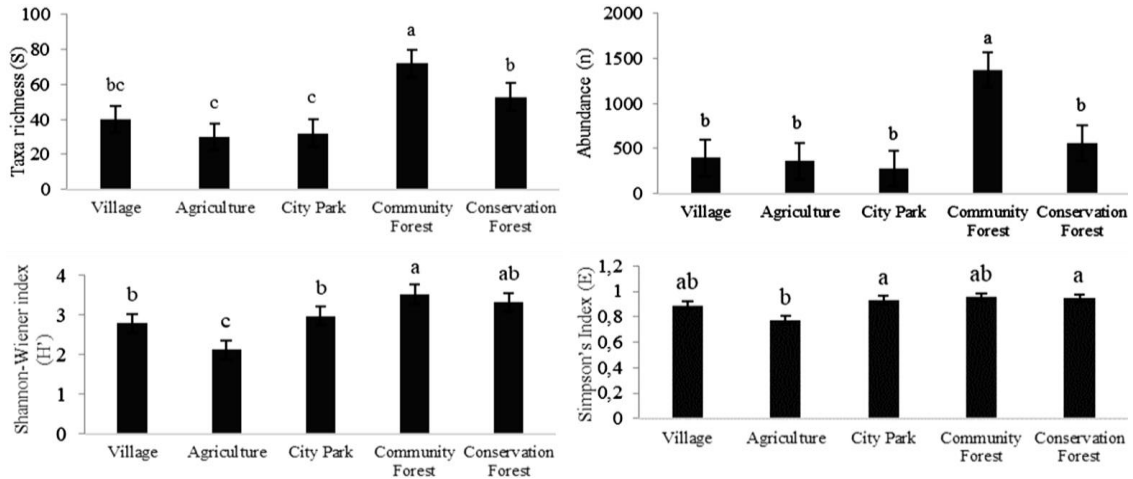 Taxa richness (S)
100
80
60
40
20
0
bc
c
c
a
b
Village
Agriculture
City Park
Community
Forest
Conservation
Forest
Abundance (n)
2000
1500
1000
500
0
b
b
b
a
b
Village
Agriculture
City Park
Community
Forest
Conservation
Forest
Shannon-Wiener index
(H')
4
3
2
1
0
b
c
b
a
ab
Village
Agriculture
City Park
Community
Forest
Conservation
Forest
Simpson's Index (E)
1,2
1
0,8
0,6
0,4
0,2
0
ab
b
a
ab
a
Village
Agriculture
City Park
Community
Forest
Conservation
Forest